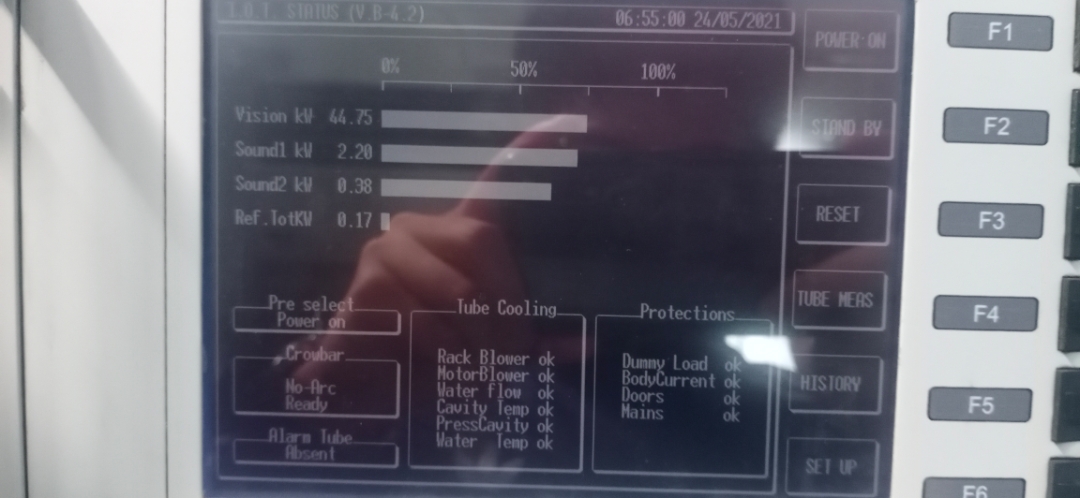 I.O.T. STATUS (V.B-4.2) 06:55:00 24/05/2021
0% 50% 100%
Vision kW 44.75
Sound1 kW 2.20
Sound2 kW 0.38
Ref.TotKW 0.17
Pre select
Power on
Crowbar
No-Arc
Ready
Alarm Tube
Absent
Tube Cooling
Rack Blower ok
MotorBlower ok
Water flow ok
Cavity Temp ok
PressCavity ok
Water Temp ok
Protections
Dummy Load ok
BodyCurrent ok
Doors ok
Mains ok
POWER-ON
STAND BY
RESET
TUBE MEAS
HISTORY
SET UP
F1
F2
F3
F4
F5
F6